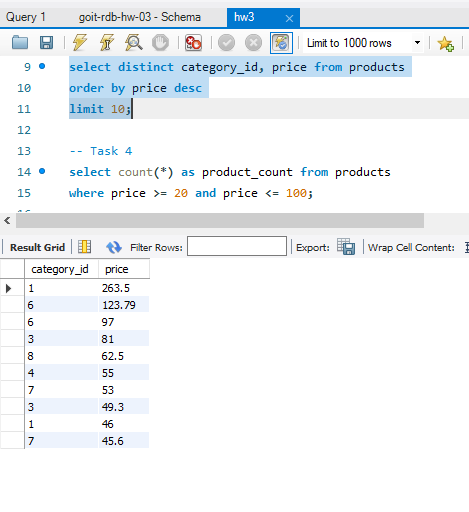 Query 1 goit-rdb-hw-03 - Schema hw3
Limit to 1000 rows
9 select distinct category_id, price from products
10 order by price desc
11 limit 10;
12
13 -- Task 4
14 select count(*) as product_count from products
15 where price >= 20 and price <= 100;
Result Grid Filter Rows: Export: Wrap Cell Content:
category_id price
1 263.5
6 123.79
6 97
3 81
8 62.5
4 55
7 53
3 49.3
1 46
7 45.6